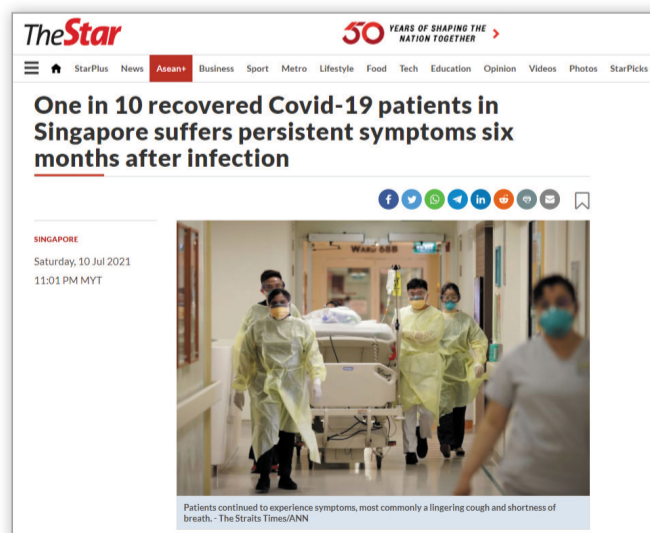 TheStar
50 YEARS OF SHAPING THE
NATION TOGETHER
StarPlus News Asean+ Business Sport Metro Lifestyle Food Tech Education Opinion Videos Photos StarPicks
One in 10 recovered Covid-19 patients in
Singapore suffers persistent symptoms six
months after infection
SINGAPORE
Saturday, 10 Jul 2021
11:01 PM MYT
WARD 58B
Patients continued to experience symptoms, most commonly a lingering cough and shortness of
breath. - The Straits Times/ANN